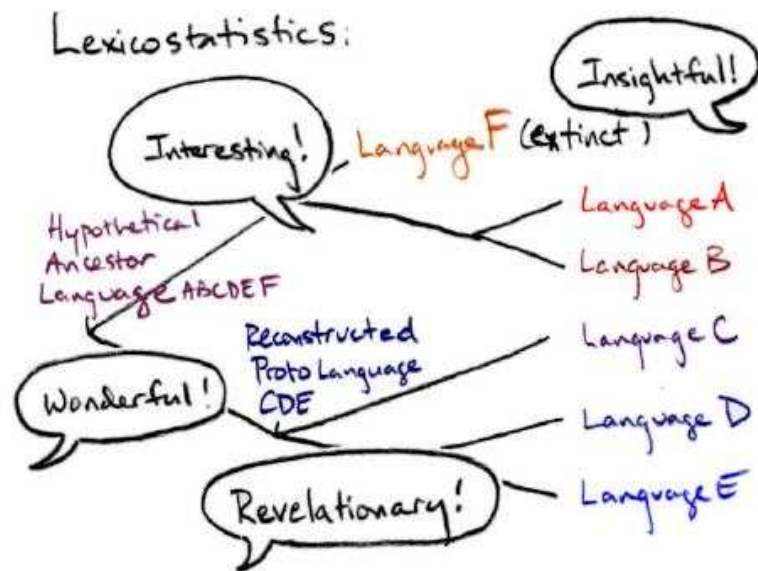 Lexicostatistics:
Insightful!
Interesting!
Language F (extinct)
Language A
Hypothetical
Ancestor
Language ABCDEF
Language B
Reconstructed
Proto Language
CDE
Language C
Wonderful!
Language D
Revelationary!
Language E